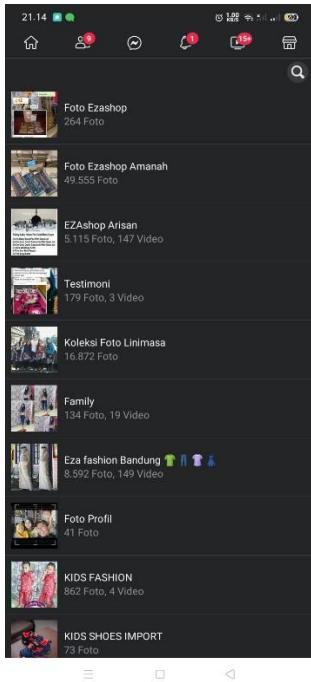 21.14
1.00
KB/S
9
1
15+
Foto Ezashop
264 Foto
Foto Ezashop Amanah
49.555 Foto
EZAshop Arisan
5.115 Foto, 147 Video
Testimoni
179 Foto, 3 Video
Koleksi Foto Linimasa
16.872 Foto
Family
134 Foto, 19 Video
Eza fashion Bandung 👕👖👚👗
8.592 Foto, 149 Video
Foto Profil
41 Foto
KIDS FASHION
862 Foto, 4 Video
KIDS SHOES IMPORT
73 Foto